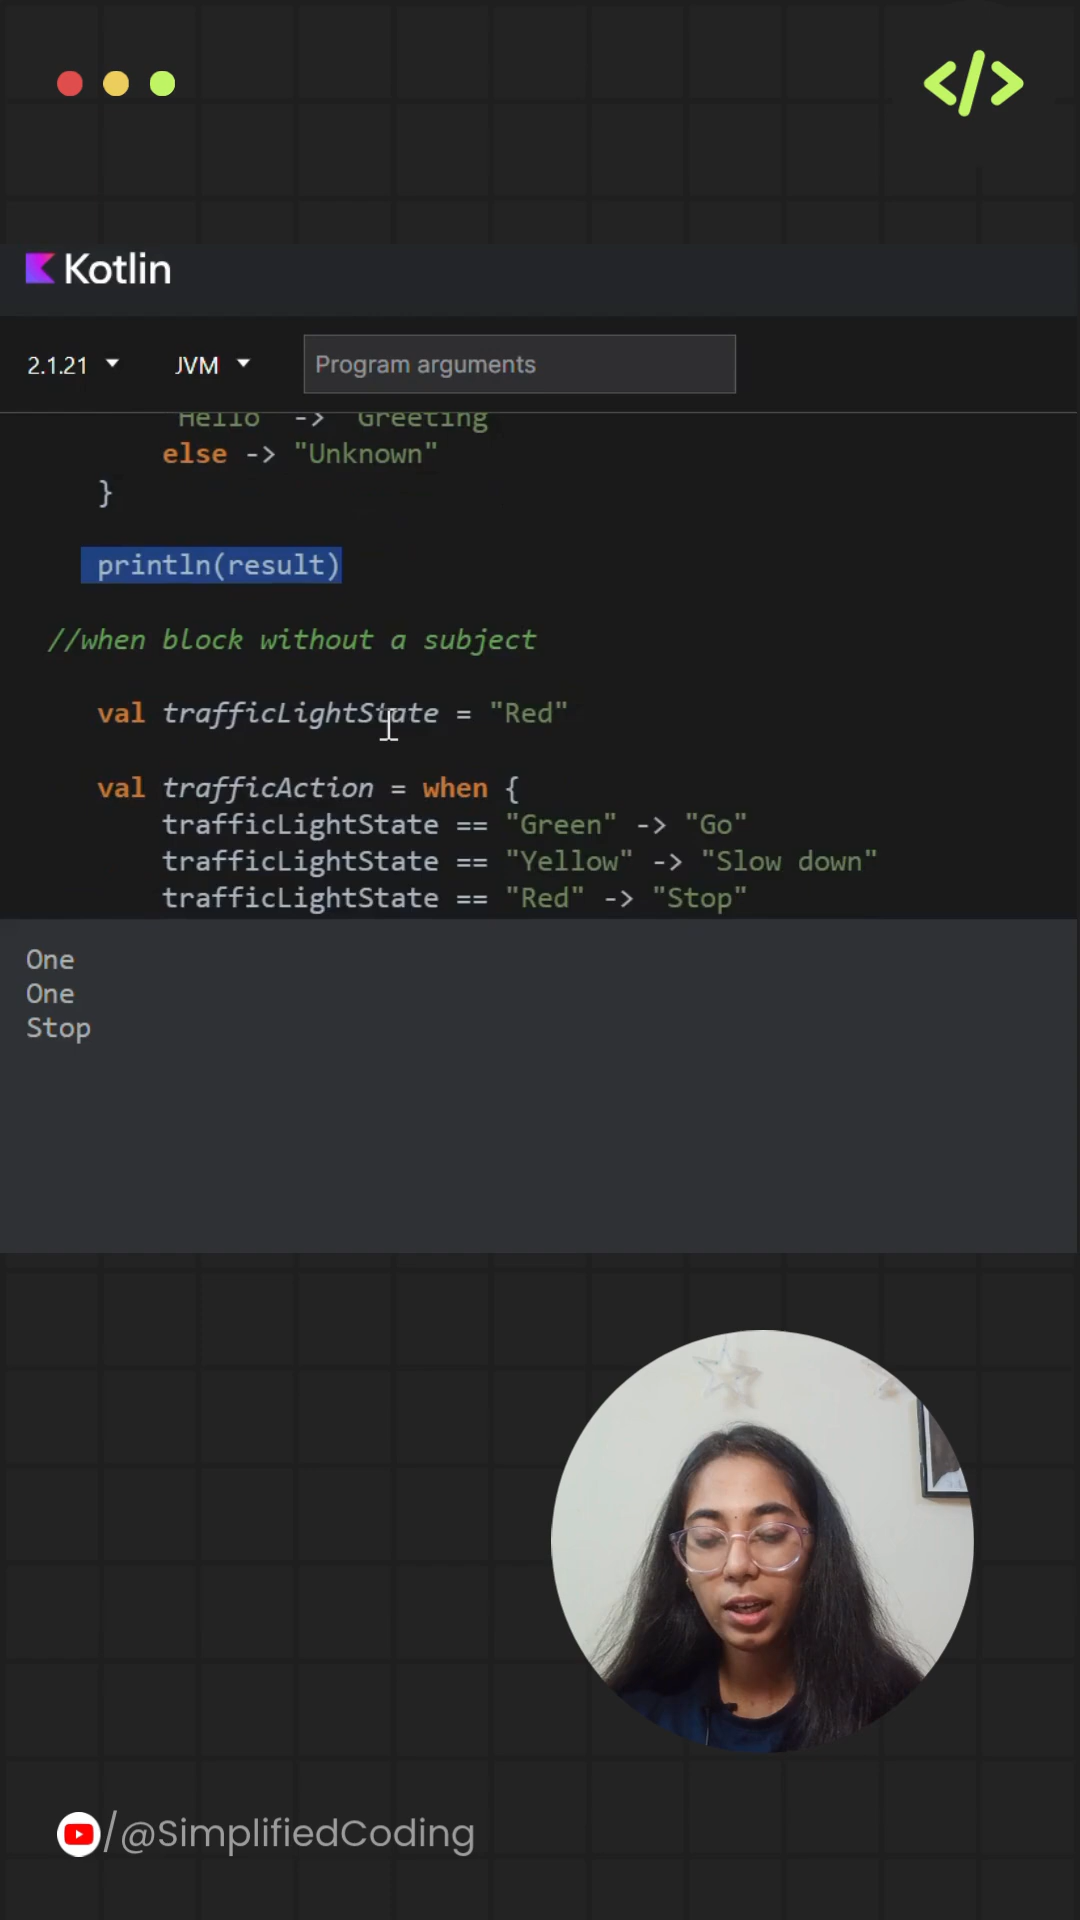 </>
Kotlin
2.1.21 JVM Program arguments
Hello -> Greeting
else -> "Unknown"
}
println(result)
//when block without a subject
val trafficLightState = "Red"
val trafficAction = when {
trafficLightState == "Green" -> "Go"
trafficLightState == "Yellow" -> "Slow down"
trafficLightState == "Red" -> "Stop"
One
One
Stop
/@SimplifiedCoding